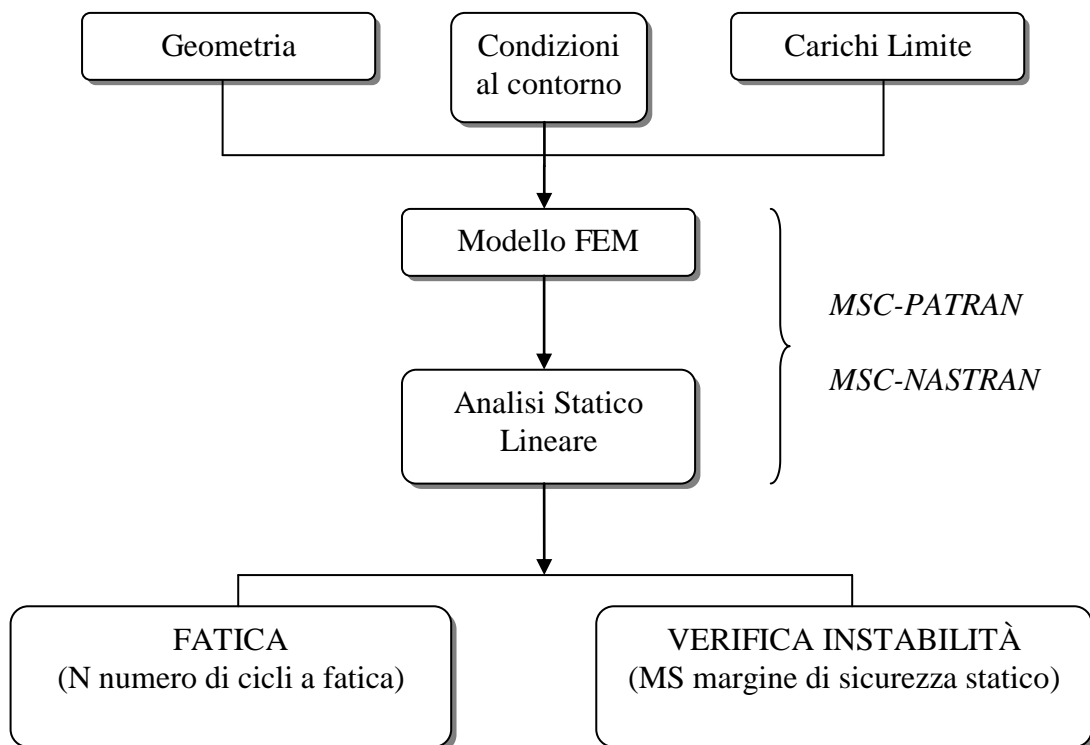 Geometria
Condizioni
al contorno
Carichi Limite
Modello FEM
MSC-PATRAN
MSC-NASTRAN
Analisi Statico
Lineare
FATICA
(N numero di cicli a fatica)
VERIFICA INSTABILITÀ
(MS margine di sicurezza statico)